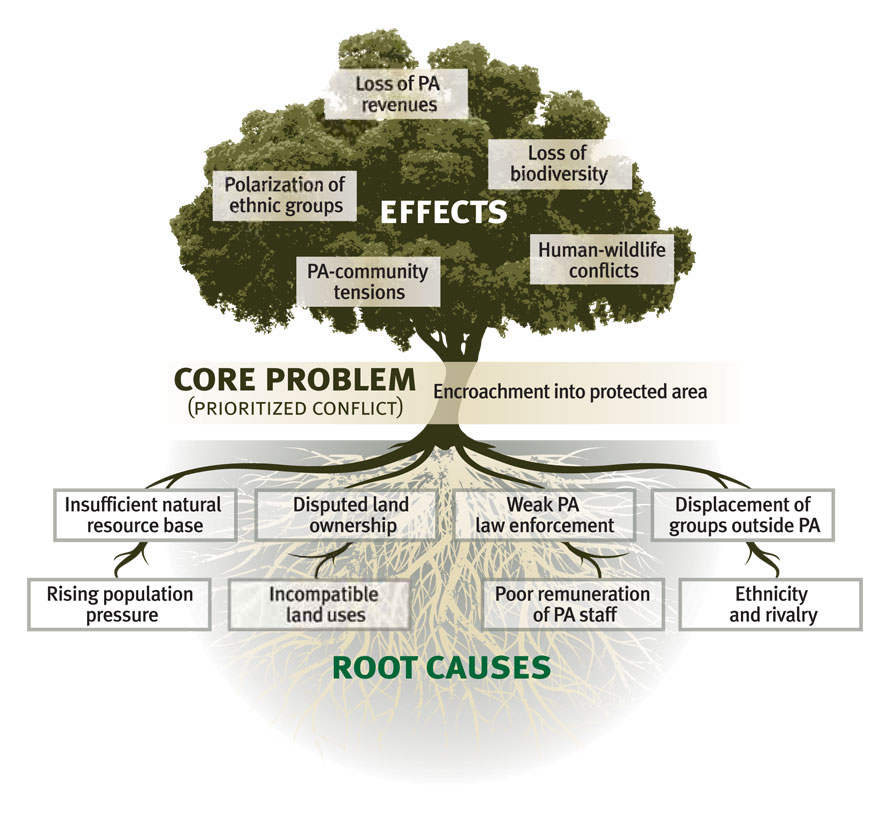 Loss of PA
revenues
Loss of
biodiversity
Polarization of
ethnic groups
EFFECTS
Human-wildlife
conflicts
PA-community
tensions
CORE PROBLEM
(PRIORITIZED CONFLICT)
Encroachment into protected area
Insufficient natural
resource base
Disputed land
ownership
Weak PA
law enforcement
Displacement of
groups outside PA
Rising population
pressure
Incompatible
land uses
Poor remuneration
of PA staff
Ethnicity
and rivalry
ROOT CAUSES